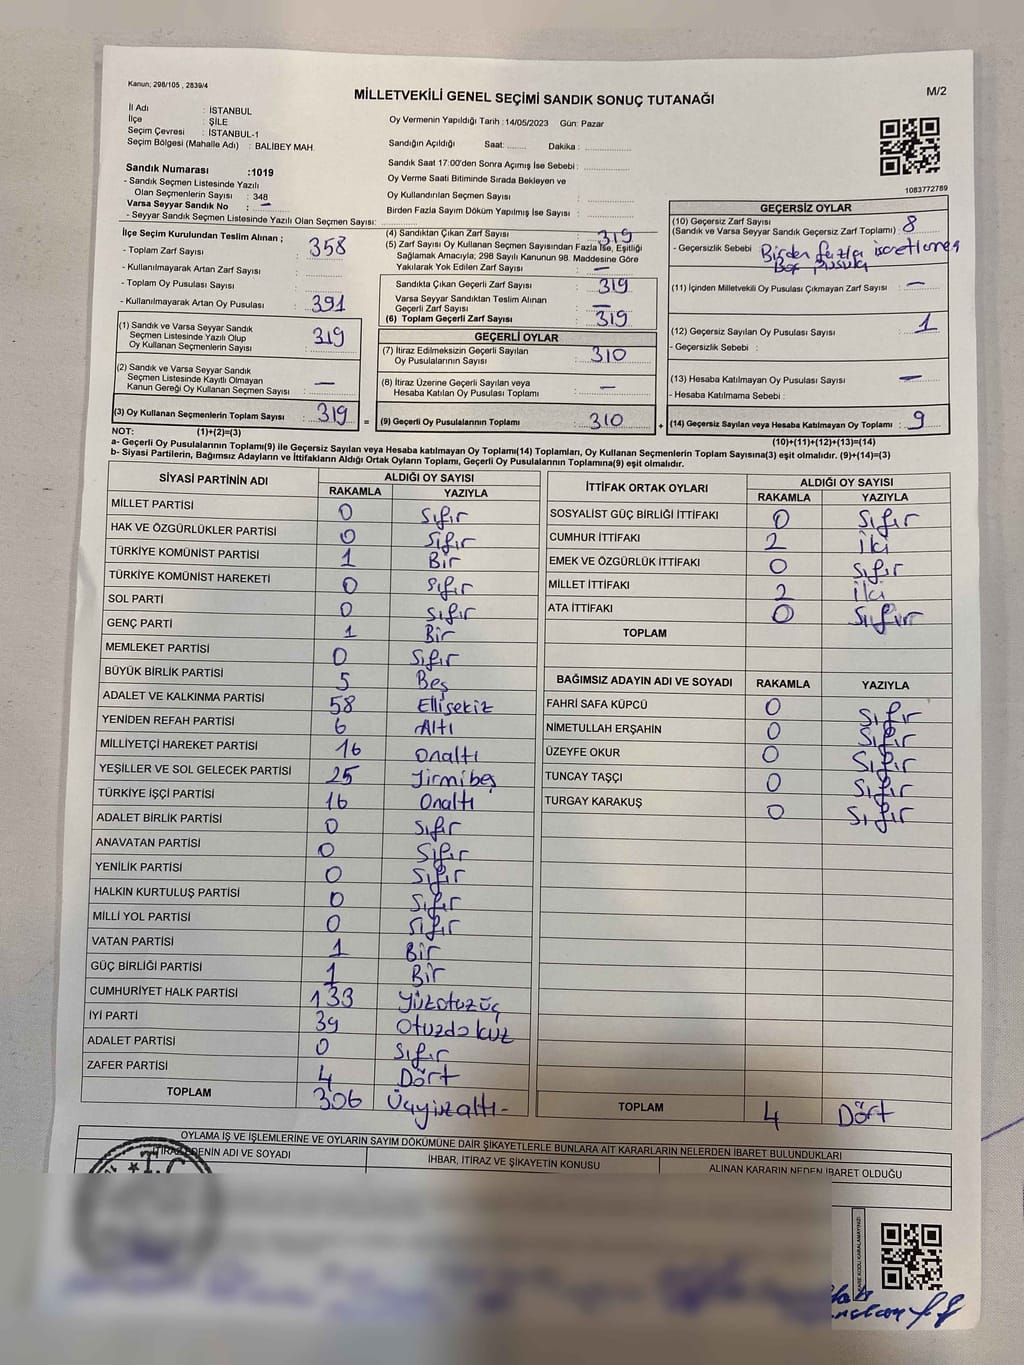 Kanun; 298/105 , 2839/4
MİLLETVEKİLİ GENEL SEÇİMİ SANDIK SONUÇ TUTANAĞI
M/2
İl Adı : İSTANBUL
İlçe : ŞİLE
Seçim Çevresi : İSTANBUL-1
Seçim Bölgesi (Mahalle Adı) : BALİBEY MAH.
Oy Vermenin Yapıldığı Tarih : 14/05/2023 Gün: Pazar
Sandığın Açıldığı Saat: ....... Dakika : ..............
Sandık Saat 17:00'den Sonra Açımış İse Sebebi : ..............
Oy Verme Saati Bitiminde Sırada Bekleyen ve
Oy Kullandırılan Seçmen Sayısı : ..............
Birden Fazla Sayım Döküm Yapılmış İse Sayısı : ..............
1083772789
Sandık Numarası :1019
- Sandık Seçmen Listesinde Yazılı
Olan Seçmenlerin Sayısı : 348
Varsa Seyyar Sandık No : —
- Seyyar Sandık Seçmen Listesinde Yazılı Olan Seçmen Sayısı:
İlçe Seçim Kurulundan Teslim Alınan ;
- Toplam Zarf Sayısı : 358
- Kullanılmayarak Artan Zarf Sayısı :
- Toplam Oy Pusulası Sayısı :
- Kullanılmayarak Artan Oy Pusulası : 391
(1) Sandık ve Varsa Seyyar Sandık
Seçmen Listesinde Yazılı Olup
Oy Kullanan Seçmenlerin Sayısı : 319
(2) Sandık ve Varsa Seyyar Sandık
Seçmen Listesinde Kayıtlı Olmayan
Kanun Gereği Oy Kullanan Seçmen Sayısı : —
(3) Oy Kullanan Seçmenlerin Toplam Sayısı : 319 =
(4) Sandıktan Çıkan Zarf Sayısı : 319
(5) Zarf Sayısı Oy Kullanan Seçmen Sayısından Fazla İse, Eşitliği
Sağlamak Amacıyla; 298 Sayılı Kanunun 98. Maddesine Göre
Yakılarak Yok Edilen Zarf Sayısı : —
Sandıkta Çıkan Geçerli Zarf Sayısı : 319
Varsa Seyyar Sandıktan Teslim Alınan
Geçerli Zarf Sayısı : —
(6) Toplam Geçerli Zarf Sayısı : 319
GEÇERLİ OYLAR
(7) İtiraz Edilmeksizin Geçerli Sayılan
Oy Pusulalarının Sayısı : 310
(8) İtiraz Üzerine Geçerli Sayılan veya
Hesaba Katılan Oy Pusulası Toplamı : —
(9) Geçerli Oy Pusulalarının Toplamı : 310 +
GEÇERSİZ OYLAR
(10) Geçersiz Zarf Sayısı
(Sandık ve Varsa Seyyar Sandık Geçersiz Zarf Toplamı) : 8
- Geçersizlik Sebebi : Birden fazla işaretleme
Boş pusula
(11) İçinden Milletvekili Oy Pusulası Çıkmayan Zarf Sayısı : —
(12) Geçersiz Sayılan Oy Pusulası Sayısı : 1
- Geçersizlik Sebebi :
(13) Hesaba Katılmayan Oy Pusulası Sayısı : —
- Hesaba Katılmama Sebebi :
(14) Geçersiz Sayılan veya Hesaba Katılmayan Oy Toplamı : 9
NOT: (1)+(2)=(3)
(10)+(11)+(12)+(13)=(14)
a- Geçerli Oy Pusulalarının Toplamı(9) ile Geçersiz Sayılan veya Hesaba katılmayan Oy Toplamı(14) Toplamları, Oy Kullanan Seçmenlerin Toplam Sayısına(3) eşit olmalıdır. (9)+(14)=(3)
b- Siyasi Partilerin, Bağımsız Adayların ve İttifakların Aldığı Ortak Oyların Toplamı, Geçerli Oy Pusulalarının Toplamına(9) eşit olmalıdır.
SİYASİ PARTİNİN ADI ALDIĞI OY SAYISI
RAKAMLA YAZIYLA
MİLLET PARTİSİ 0 Sıfır
HAK VE ÖZGÜRLÜKLER PARTİSİ 0 Sıfır
TÜRKİYE KOMÜNİST PARTİSİ 1 Bir
TÜRKİYE KOMÜNİST HAREKETİ 0 Sıfır
SOL PARTİ 0 Sıfır
GENÇ PARTİ 1 Bir
MEMLEKET PARTİSİ 0 Sıfır
BÜYÜK BİRLİK PARTİSİ 5 Beş
ADALET VE KALKINMA PARTİSİ 58 Ellisekiz
YENİDEN REFAH PARTİSİ 6 Altı
MİLLİYETÇİ HAREKET PARTİSİ 16 onaltı
YEŞİLLER VE SOL GELECEK PARTİSİ 25 Yirmibeş
TÜRKİYE İŞÇİ PARTİSİ 16 Onaltı
ADALET BİRLİK PARTİSİ 0 Sıfır
ANAVATAN PARTİSİ 0 Sıfır
YENİLİK PARTİSİ 0 Sıfır
HALKIN KURTULUŞ PARTİSİ 0 Sıfır
MİLLİ YOL PARTİSİ 0 Sıfır
VATAN PARTİSİ 1 Bir
GÜÇ BİRLİĞİ PARTİSİ 1 Bir
CUMHURİYET HALK PARTİSİ 133 Yüzotuzüç
İYİ PARTİ 39 Otuzdokuz
ADALET PARTİSİ 0 Sıfır
ZAFER PARTİSİ 4 Dört
TOPLAM 306 Üçyüzaltı-
İTTİFAK ORTAK OYLARI ALDIĞI OY SAYISI
RAKAMLA YAZIYLA
SOSYALİST GÜÇ BİRLİĞİ İTTİFAKI 0 Sıfır
CUMHUR İTTİFAKI 2 iki
EMEK VE ÖZGÜRLÜK İTTİFAKI 0 Sıfır
MİLLET İTTİFAKI 2 iki
ATA İTTİFAKI 0 Sıfır
TOPLAM
BAĞIMSIZ ADAYIN ADI VE SOYADI RAKAMLA YAZIYLA
FAHRİ SAFA KÜPCÜ 0 Sıfır
NİMETULLAH ERŞAHİN 0 Sıfır
ÜZEYFE OKUR 0 Sıfır
TUNCAY TAŞÇI 0 Sıfır
TURGAY KARAKUŞ 0 Sıfır
TOPLAM 4 Dört
OYLAMA İŞ VE İŞLEMLERİNE VE OYLARIN SAYIM DÖKÜMÜNE DAİR ŞİKAYETLERLE BUNLARA AİT KARARLARIN NELERDEN İBARET BULUNDUKLARI
İTİRAZ EDENİN ADI VE SOYADI İHBAR, İTİRAZ VE ŞİKAYETİN KONUSU ALINAN KARARIN NEDEN İBARET OLDUĞU
T.C